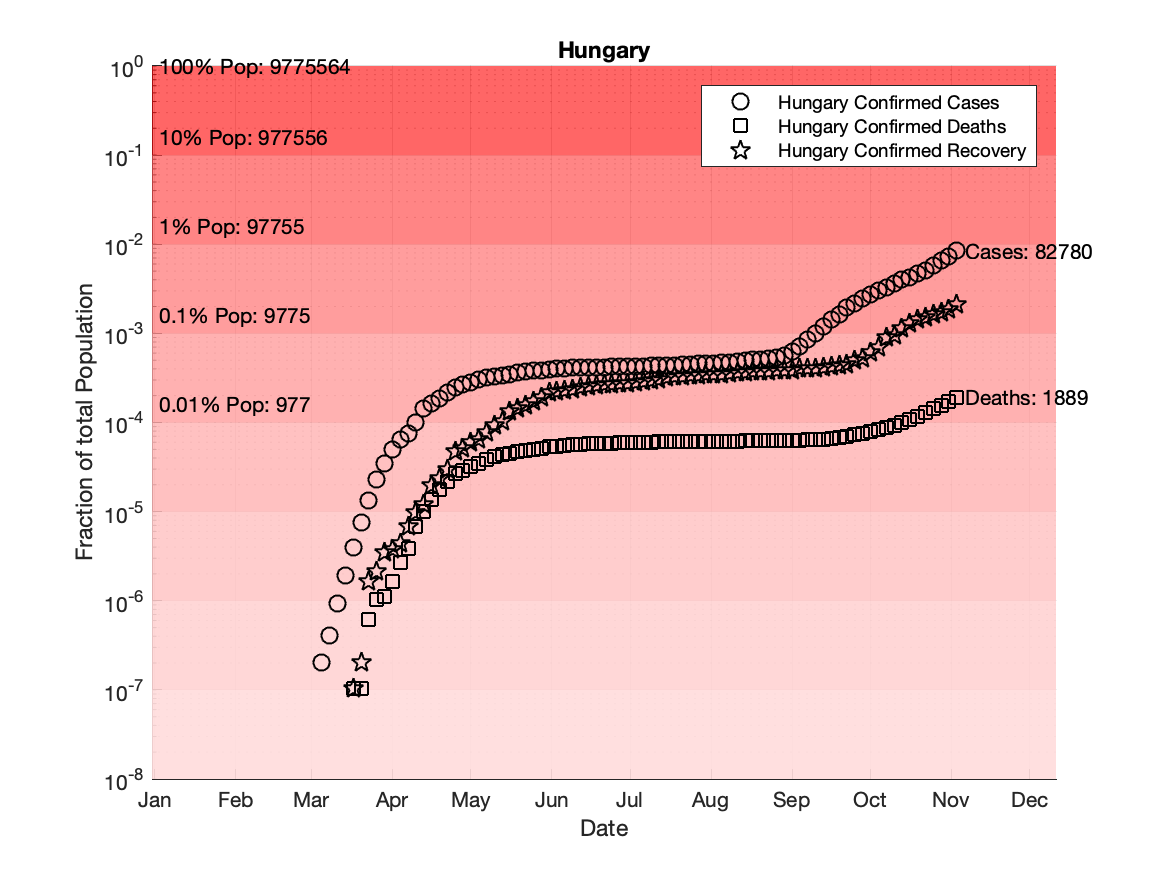 Hungary
10^0
100% Pop: 9775564
Hungary Confirmed Cases
Hungary Confirmed Deaths
Hungary Confirmed Recovery
10% Pop: 977556
10^-1
1% Pop: 97755
10^-2
Cases: 82780
0.1% Pop: 9775
10^-3
0.01% Pop: 977
Deaths: 1889
10^-4
10^-5
10^-6
10^-7
10^-8
Fraction of total Population
Jan Feb Mar Apr May Jun Jul Aug Sep Oct Nov Dec
Date